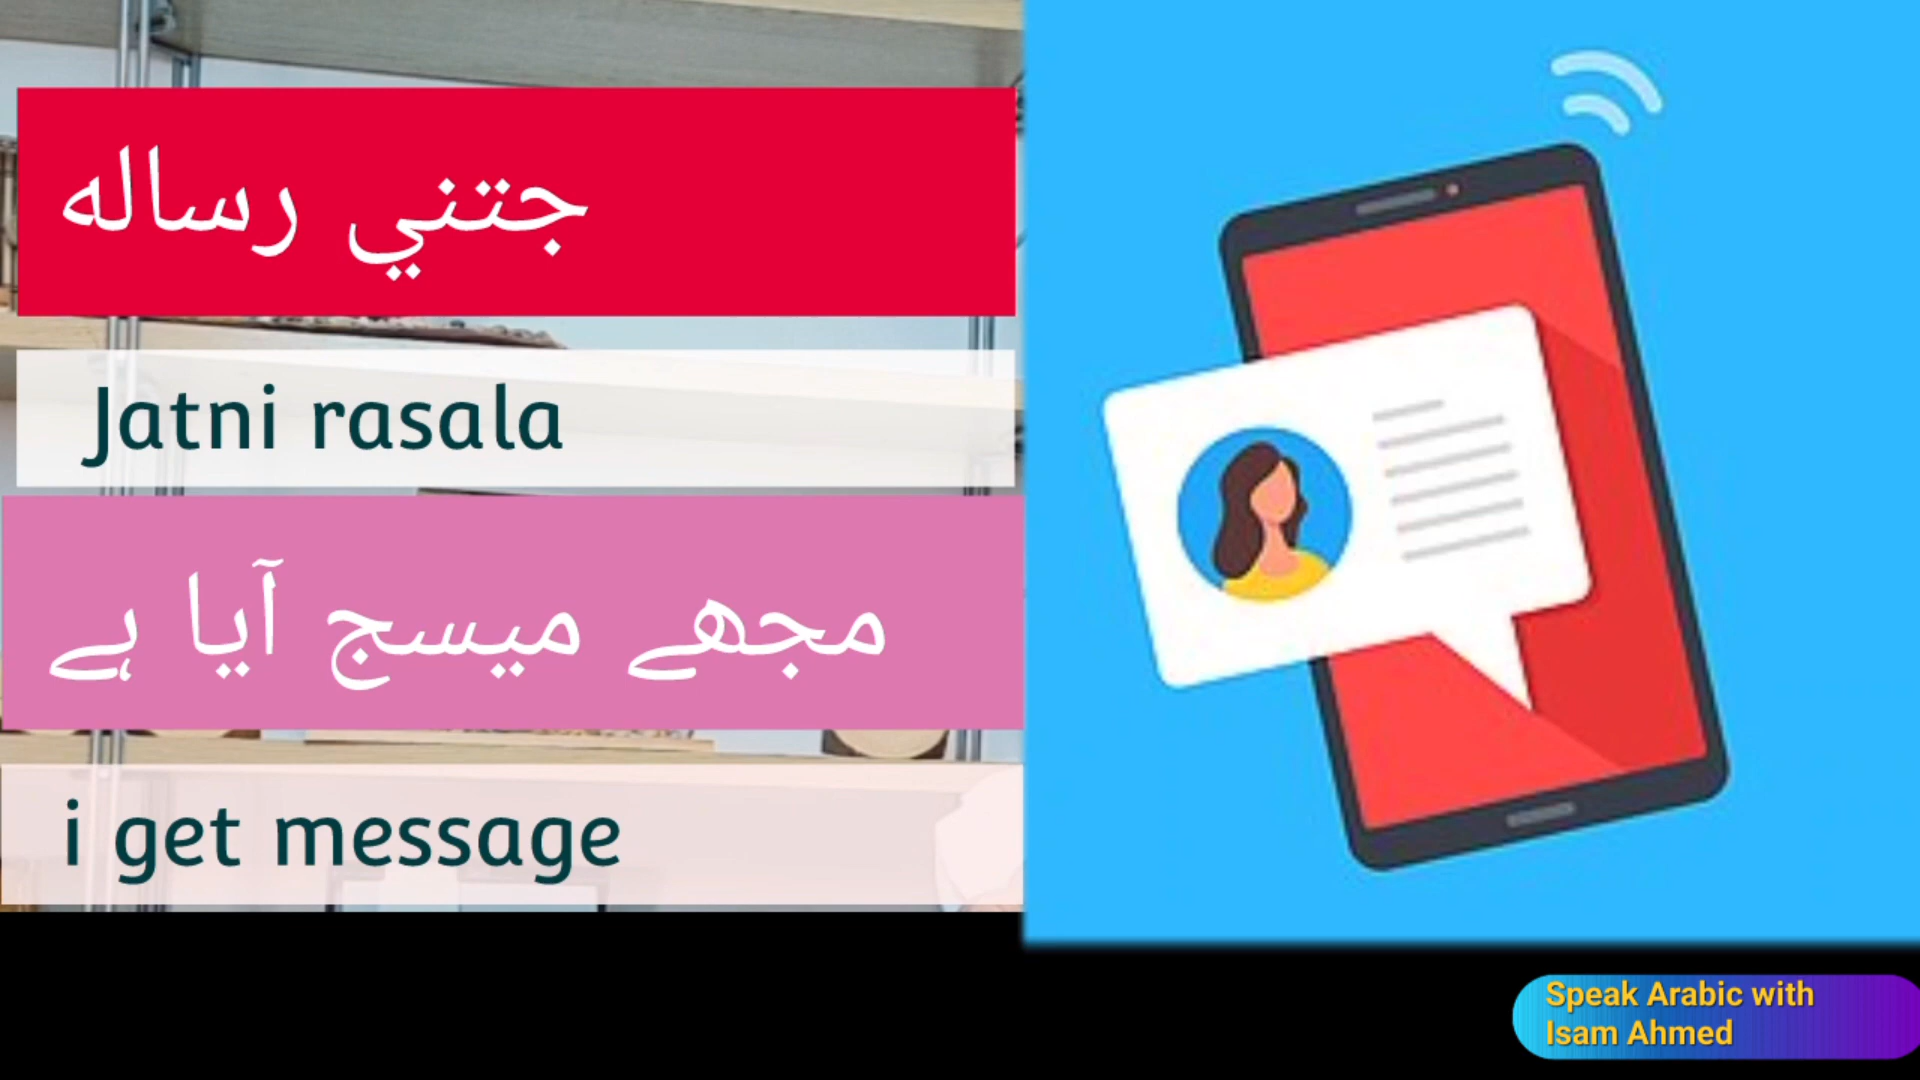 جتني رساله
Jatni rasala
مجھے میسج آیا ہے
i get message
Speak Arabic with
Isam Ahmed